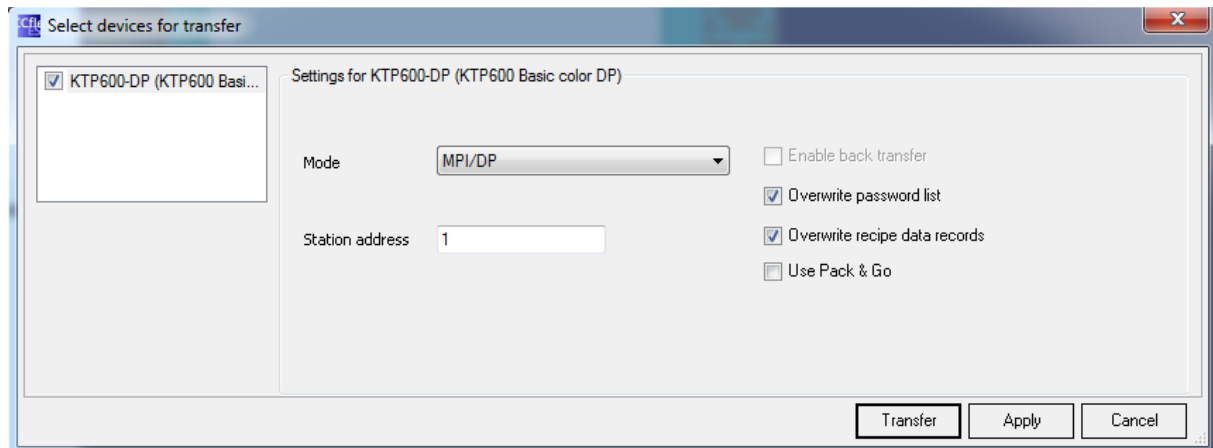 Select devices for transfer
KTP600-DP (KTP600 Basi...
Settings for KTP600-DP (KTP600 Basic color DP)
Mode
MPI/DP
Enable back transfer
Overwrite password list
Station address
1
Overwrite recipe data records
Use Pack & Go
Transfer
Apply
Cancel